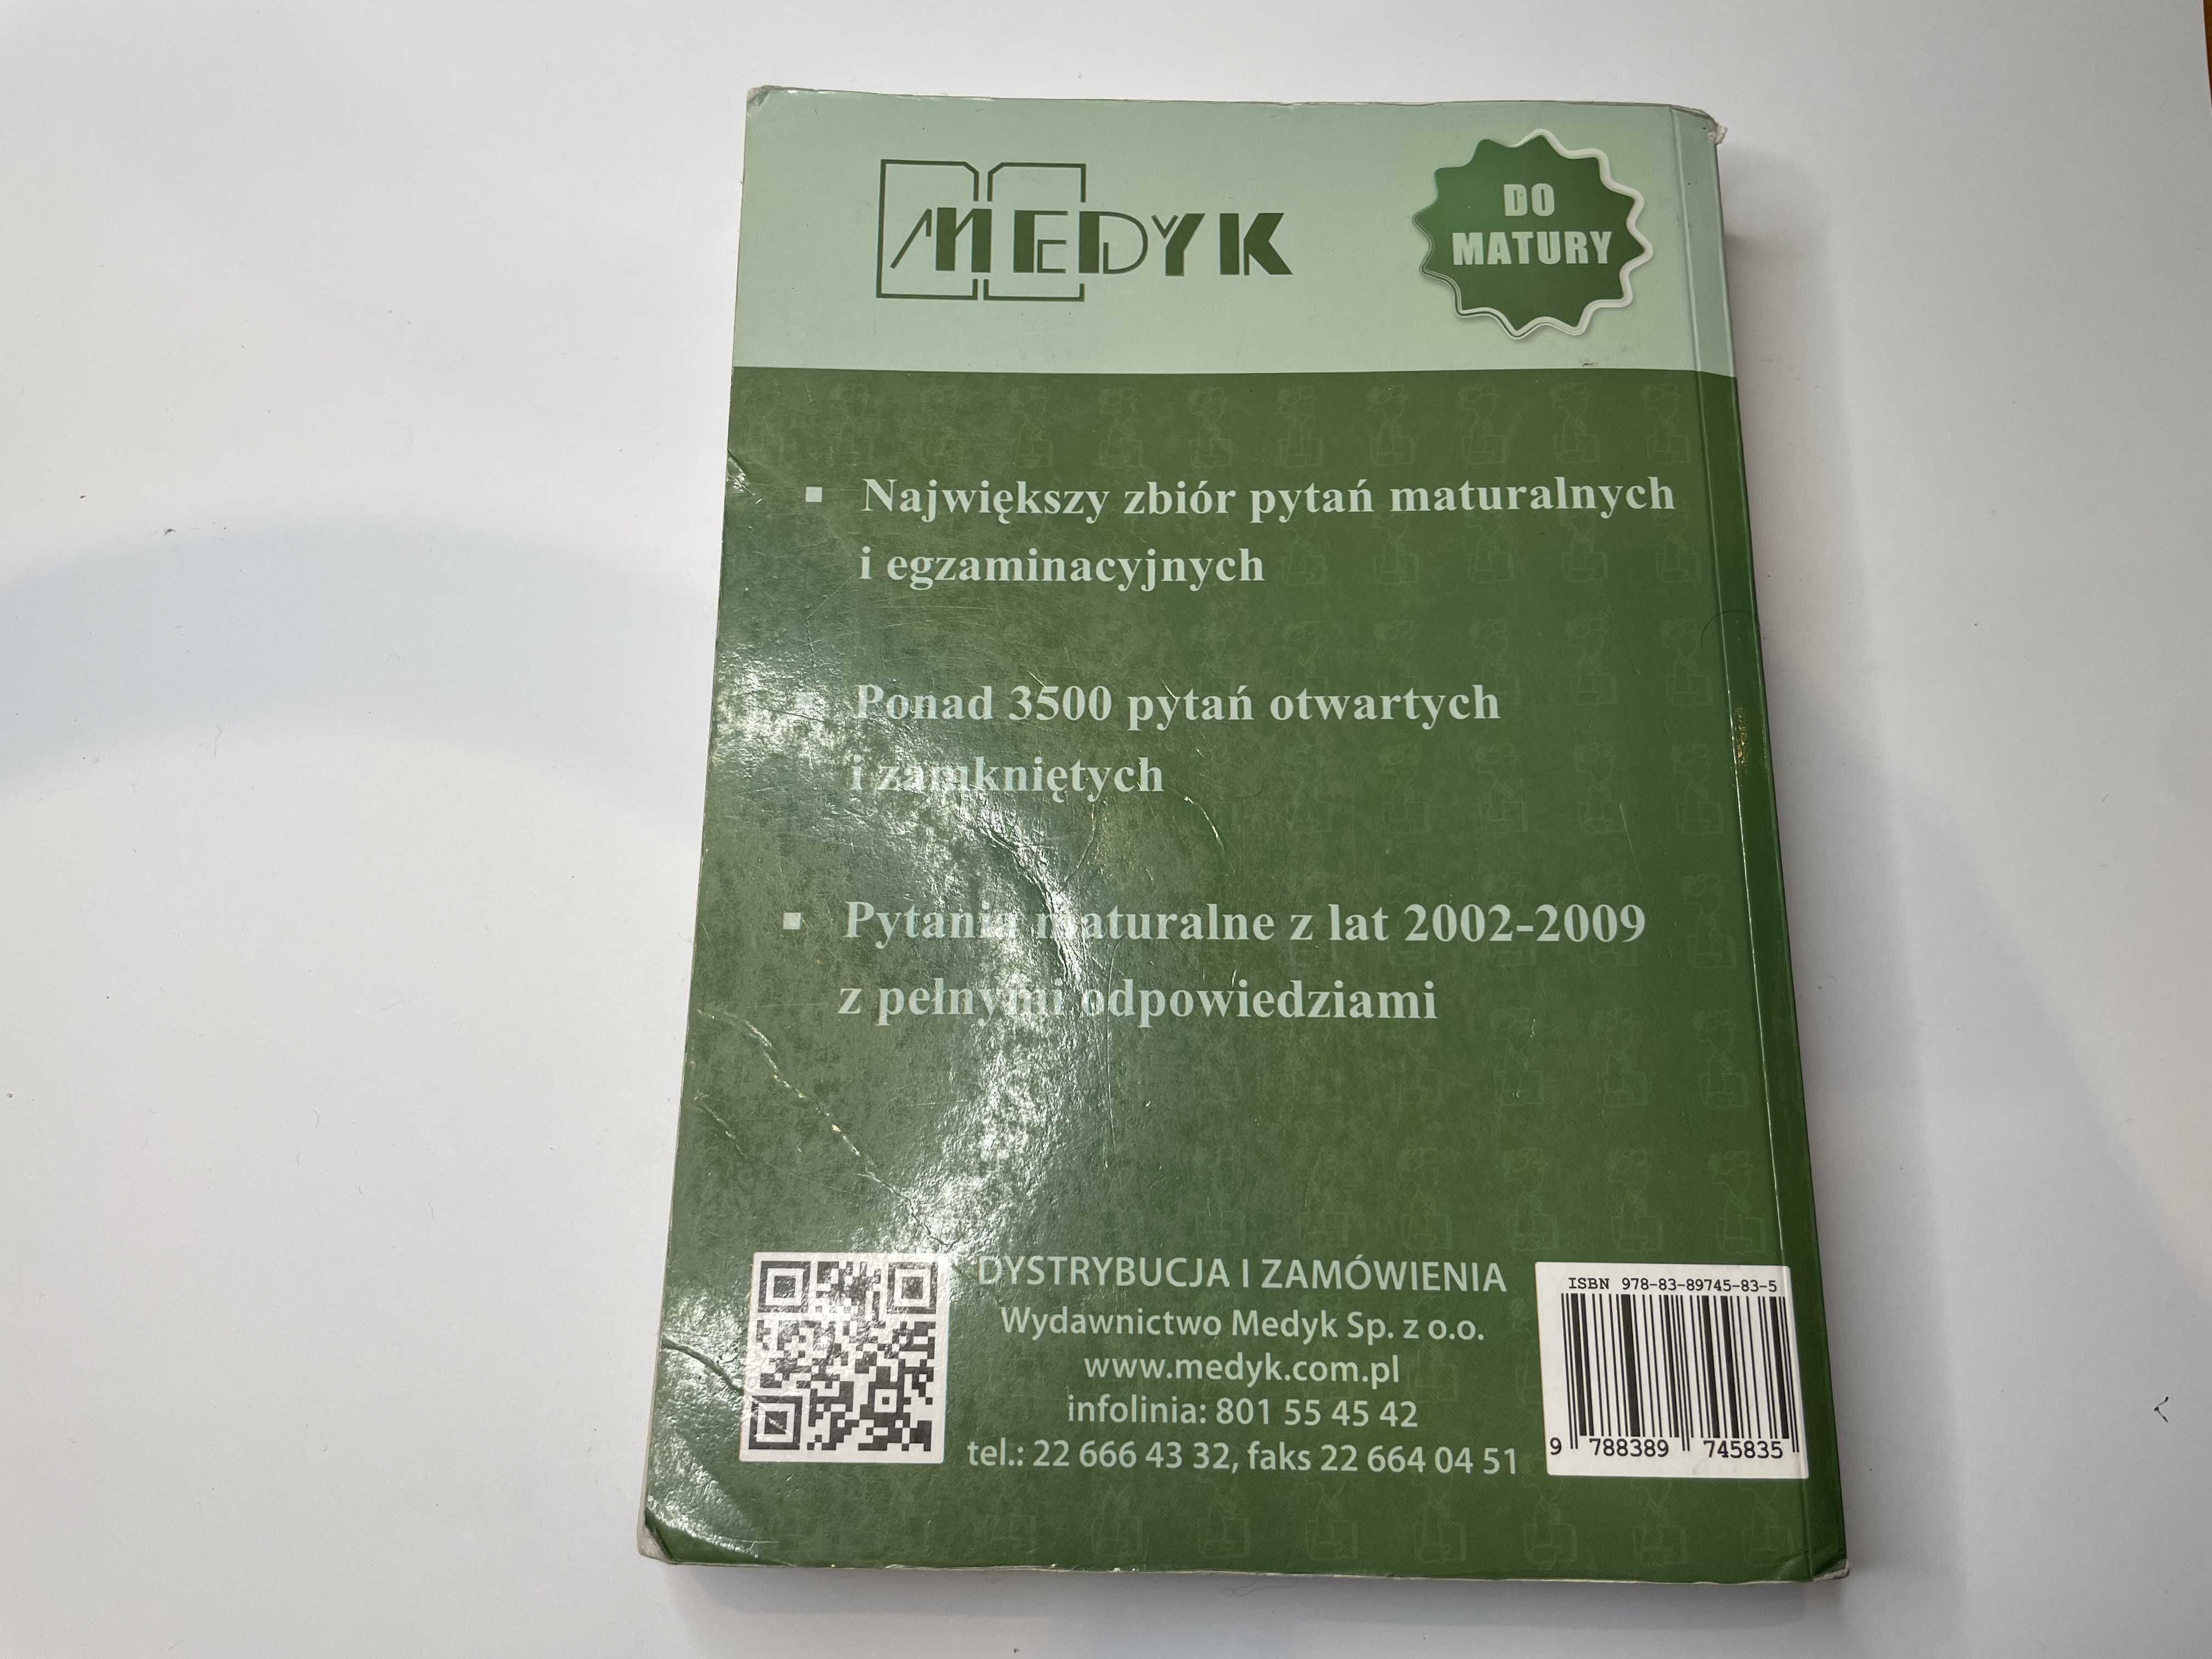 MEDYK
DO
MATURY
▪ Największy zbiór pytań maturalnych
i egzaminacyjnych
▪ Ponad 3500 pytań otwartych
i zamkniętych
▪ Pytania maturalne z lat 2002-2009
z pełnymi odpowiedziami
DYSTRYBUCJA I ZAMÓWIENIA
Wydawnictwo Medyk Sp. z o.o.
www.medyk.com.pl
infolinia: 801 55 45 42
tel.: 22 666 43 32, faks 22 664 04 51
ISBN 978-83-89745-83-5
9 788389 745835